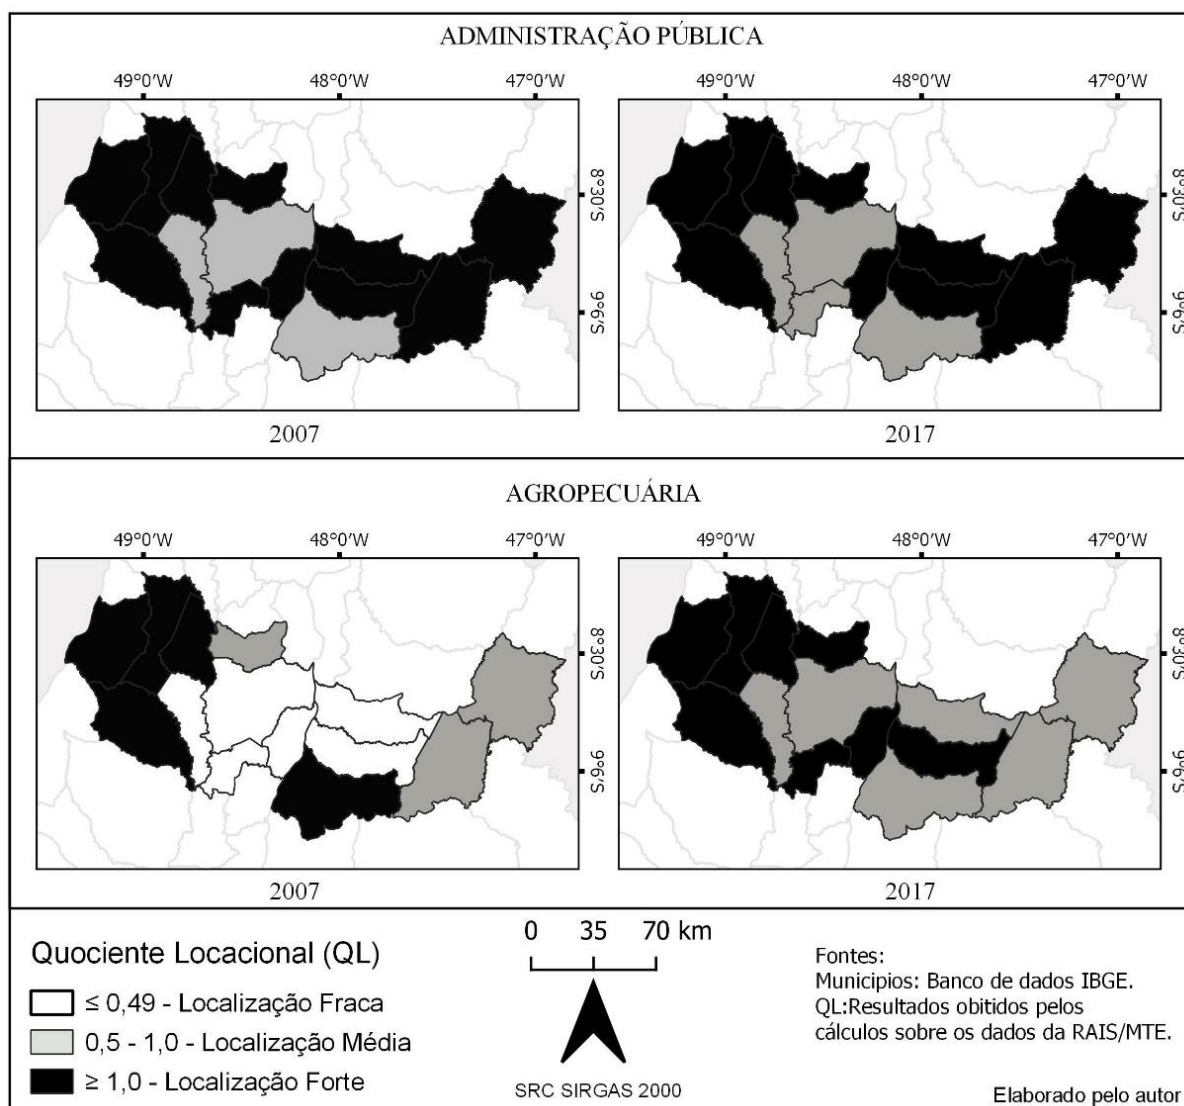 ADMINISTRAÇÃO PÚBLICA
49°0'W 48°0'W 47°0'W
49°0'W 48°0'W 47°0'W
8°30'S
9°6'S
8°30'S
9°6'S
2007
2017
AGROPECUÁRIA
49°0'W 48°0'W 47°0'W
49°0'W 48°0'W 47°0'W
8°30'S
9°6'S
8°30'S
9°6'S
2007
2017
Quociente Locacional (QL)
≤ 0,49 - Localização Fraca
0,5 - 1,0 - Localização Média
≥ 1,0 - Localização Forte
0 35 70 km
SRC SIRGAS 2000
Fontes:
Municipios: Banco de dados IBGE.
QL:Resultados obitidos pelos
cálculos sobre os dados da RAIS/MTE.
Elaborado pelo autor